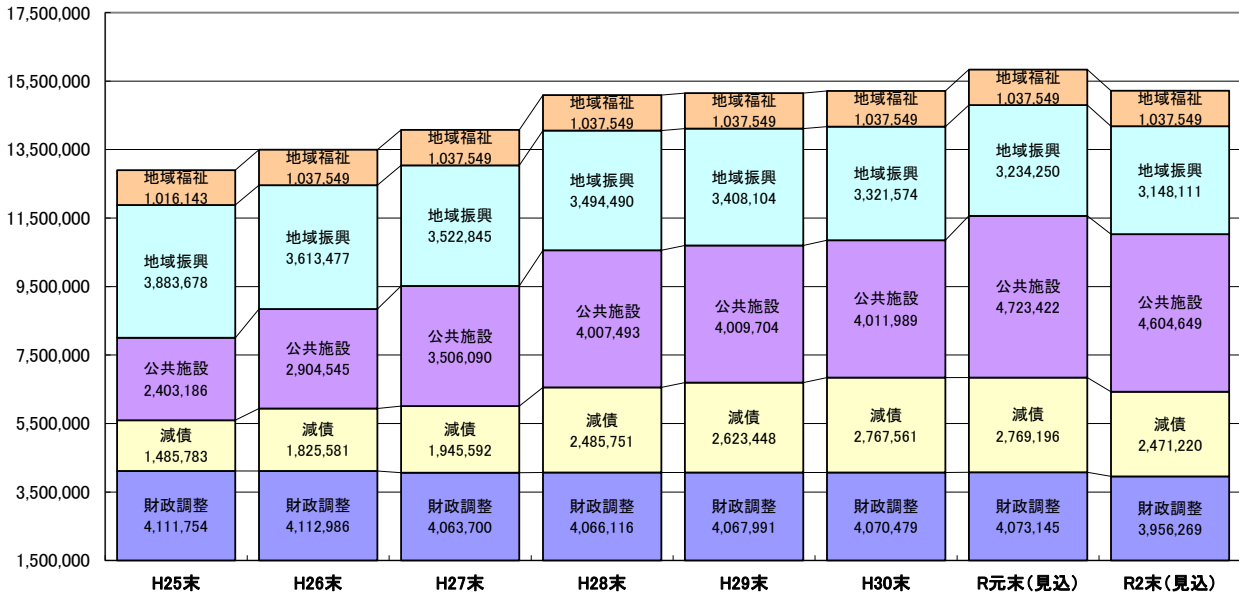 17,500,000
15,500,000
13,500,000
11,500,000
9,500,000
7,500,000
5,500,000
3,500,000
1,500,000
地域福祉
1,016,143
地域振興
3,883,678
公共施設
2,403,186
減債
1,485,783
財政調整
4,111,754
H25末
地域福祉
1,037,549
地域振興
3,613,477
公共施設
2,904,545
減債
1,825,581
財政調整
4,112,986
H26末
地域福祉
1,037,549
地域振興
3,522,845
公共施設
3,506,090
減債
1,945,592
財政調整
4,063,700
H27末
地域福祉
1,037,549
地域振興
3,494,490
公共施設
4,007,493
減債
2,485,751
財政調整
4,066,116
H28末
地域福祉
1,037,549
地域振興
3,408,104
公共施設
4,009,704
減債
2,623,448
財政調整
4,067,991
H29末
地域福祉
1,037,549
地域振興
3,321,574
公共施設
4,011,989
減債
2,767,561
財政調整
4,070,479
H30末
地域福祉
1,037,549
地域振興
3,234,250
公共施設
4,723,422
減債
2,769,196
財政調整
4,073,145
R元末(見込)
地域福祉
1,037,549
地域振興
3,148,111
公共施設
4,604,649
減債
2,471,220
財政調整
3,956,269
R2末(見込)